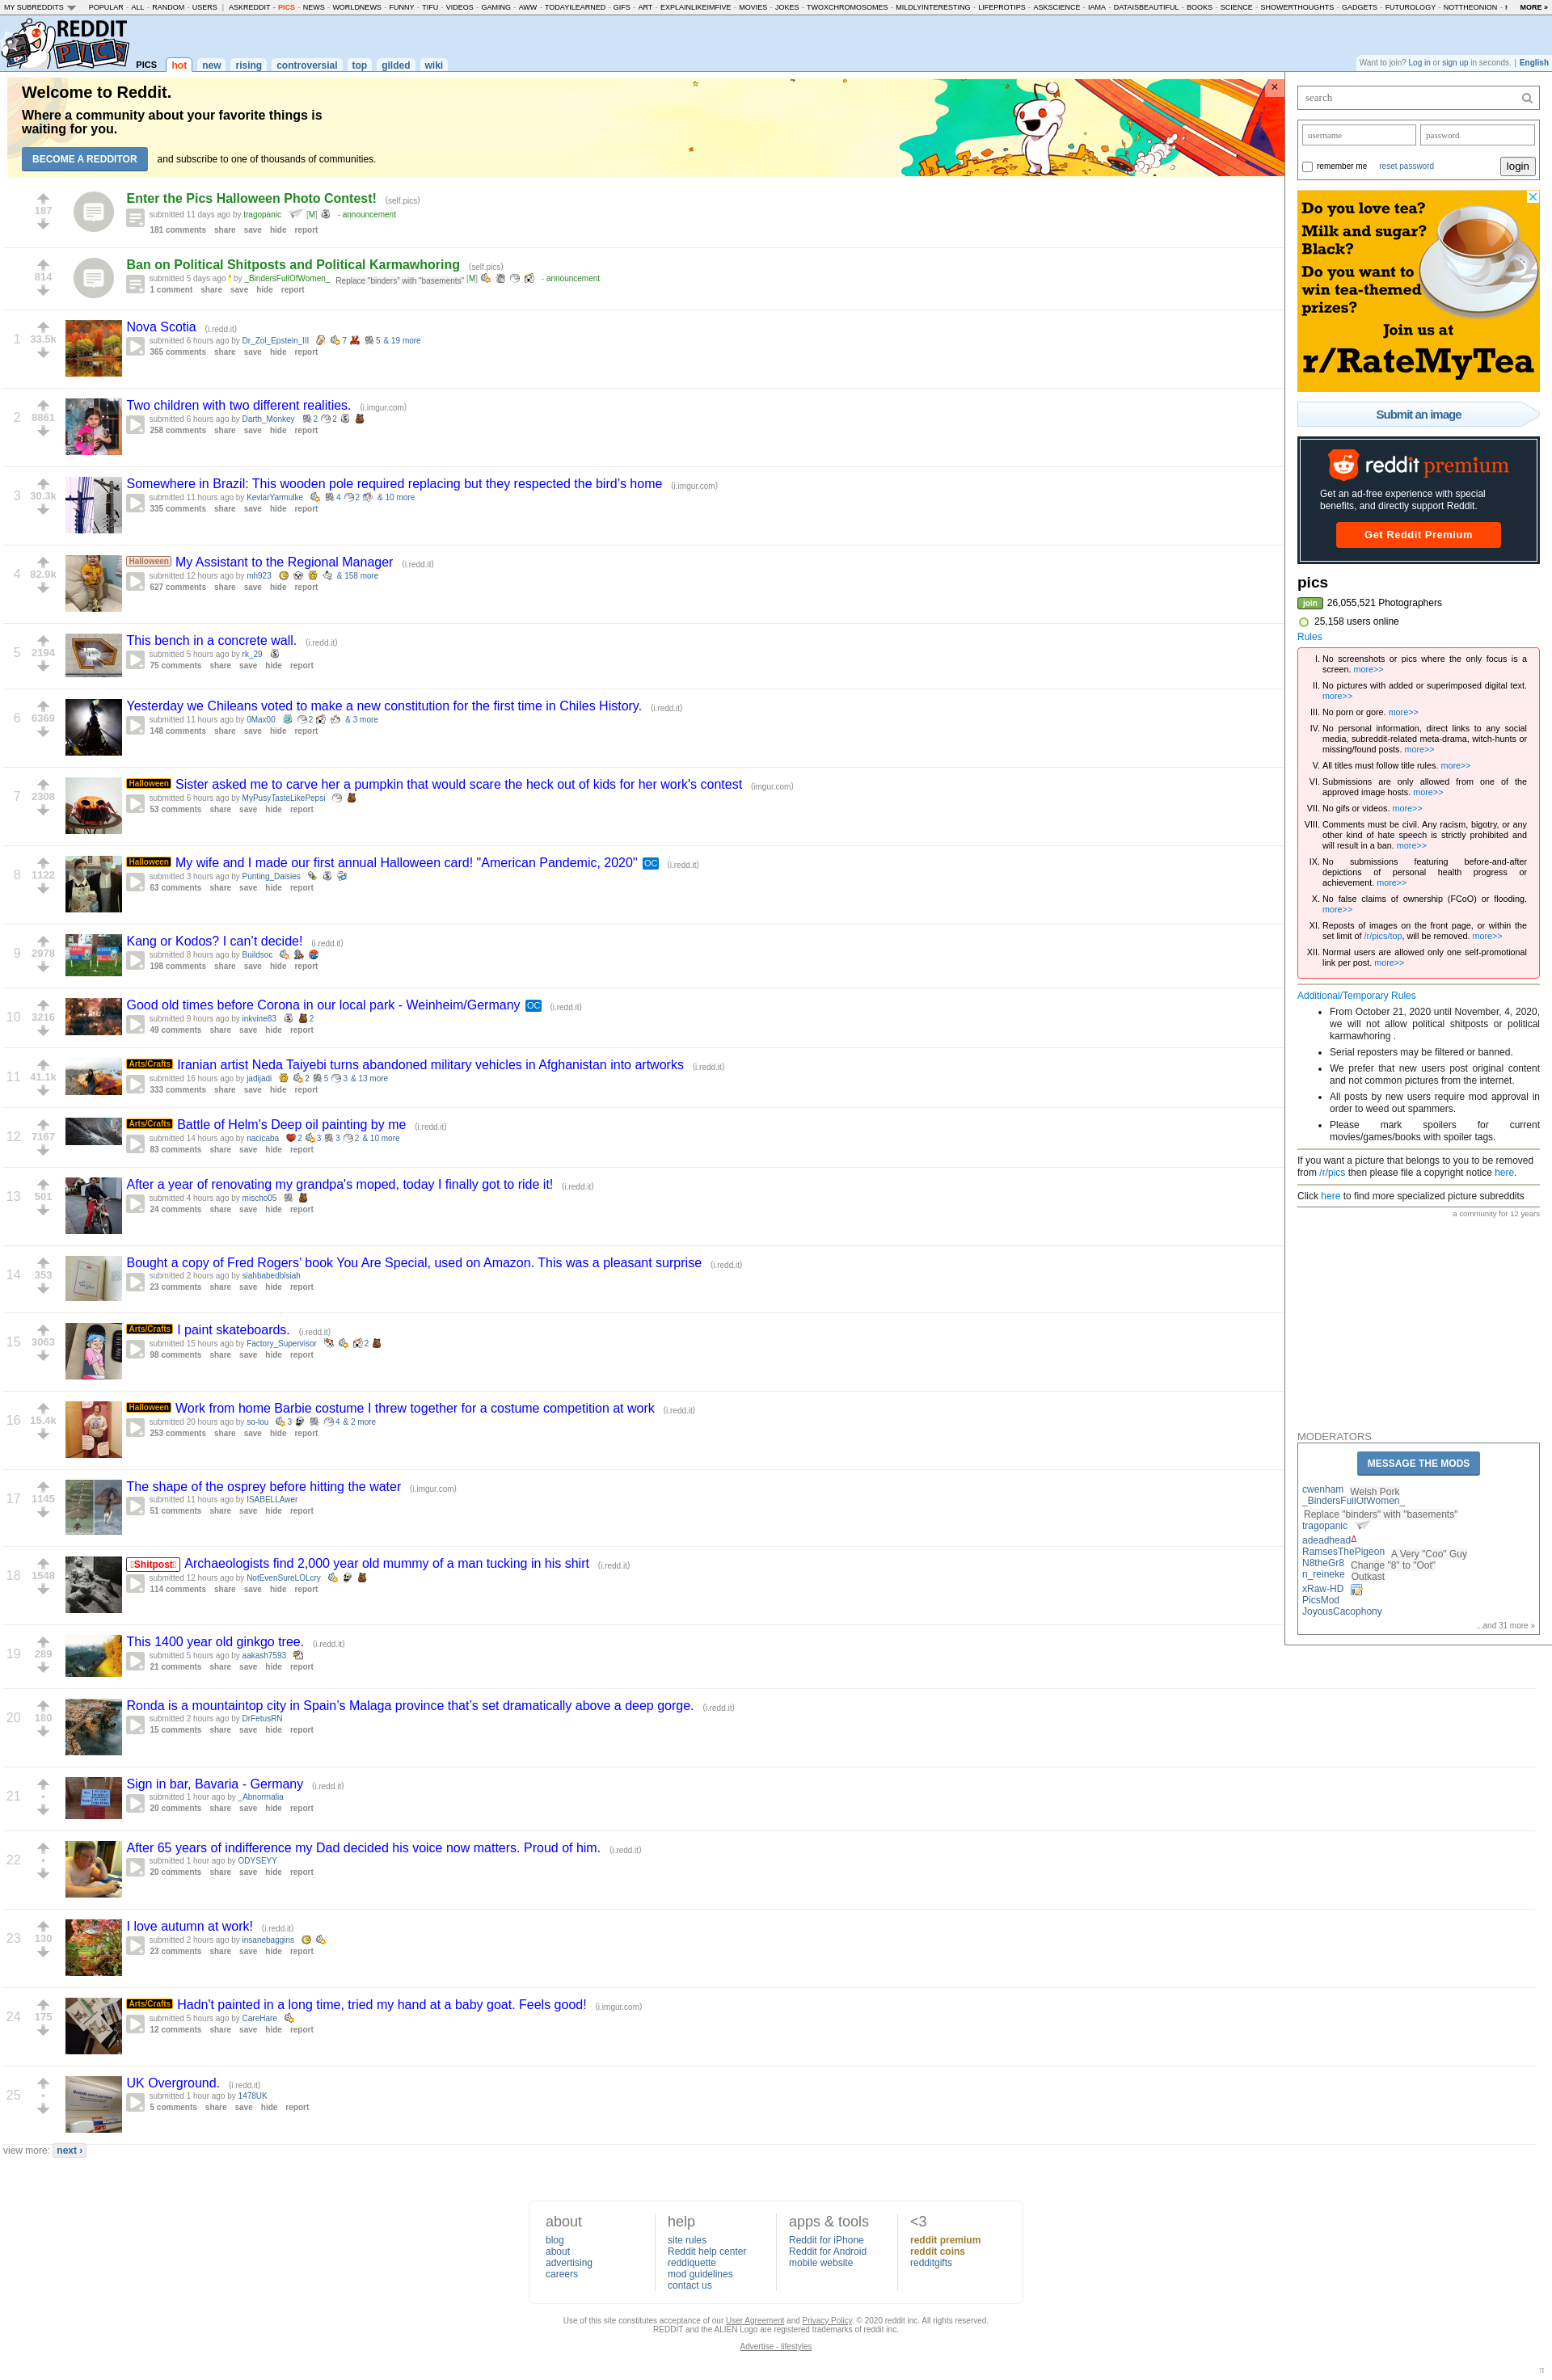 MY SUBREDDITS POPULAR - ALL - RANDOM - USERS | ASKREDDIT - PICS - NEWS - WORLDNEWS - FUNNY - TIFU - VIDEOS - GAMING - AWW - TODAYILEARNED - GIFS - ART - EXPLAINLIKEIMFIVE - MOVIES - JOKES - TWOXCHROMOSOMES - MILDLYINTERESTING - LIFEPROTIPS - ASKSCIENCE - IAMA - DATAISBEAUTIFUL - BOOKS - SCIENCE - SHOWERTHOUGHTS - GADGETS - FUTUROLOGY - NOTTHEONION - MORE »
REDDIT PICS
PICS hot new rising controversial top gilded wiki
Want to join? Log in or sign up in seconds. | English
Welcome to Reddit.
Where a community about your favorite things is
waiting for you.
BECOME A REDDITOR and subscribe to one of thousands of communities.
187
Enter the Pics Halloween Photo Contest! (self.pics)
submitted 11 days ago by tragopanic [M] - announcement
181 comments share save hide report
814
Ban on Political Shitposts and Political Karmawhoring (self.pics)
submitted 5 days ago * by _BindersFullOfWomen_ Replace "binders" with "basements" [M] - announcement
1 comment share save hide report
1 33.5k
Nova Scotia (i.redd.it)
submitted 6 hours ago by Dr_Zol_Epstein_III 7 5 & 19 more
365 comments share save hide report
2 8861
Two children with two different realities. (i.imgur.com)
submitted 6 hours ago by Darth_Monkey 2 2
258 comments share save hide report
3 30.3k
Somewhere in Brazil: This wooden pole required replacing but they respected the bird’s home (i.imgur.com)
submitted 11 hours ago by KevlarYarmulke 4 2 & 10 more
335 comments share save hide report
4 82.9k
Halloween My Assistant to the Regional Manager (i.redd.it)
submitted 12 hours ago by mh923 & 158 more
627 comments share save hide report
5 2194
This bench in a concrete wall. (i.redd.it)
submitted 5 hours ago by rk_29
75 comments share save hide report
6 6369
Yesterday we Chileans voted to make a new constitution for the first time in Chiles History. (i.redd.it)
submitted 11 hours ago by 0Max00 2 & 3 more
148 comments share save hide report
7 2308
Halloween Sister asked me to carve her a pumpkin that would scare the heck out of kids for her work's contest (imgur.com)
submitted 6 hours ago by MyPusyTasteLikePepsi
53 comments share save hide report
8 1122
Halloween My wife and I made our first annual Halloween card! "American Pandemic, 2020" OC (i.redd.it)
submitted 3 hours ago by Punting_Daisies
63 comments share save hide report
9 2978
Kang or Kodos? I can’t decide! (i.redd.it)
submitted 8 hours ago by Buildsoc
198 comments share save hide report
10 3216
Good old times before Corona in our local park - Weinheim/Germany OC (i.redd.it)
submitted 9 hours ago by inkvine83 2
49 comments share save hide report
11 41.1k
Arts/Crafts Iranian artist Neda Taiyebi turns abandoned military vehicles in Afghanistan into artworks (i.redd.it)
submitted 16 hours ago by jadijadi 2 5 3 & 13 more
333 comments share save hide report
12 7167
Arts/Crafts Battle of Helm's Deep oil painting by me (i.redd.it)
submitted 14 hours ago by nacicaba 2 3 3 2 & 10 more
83 comments share save hide report
13 501
After a year of renovating my grandpa's moped, today I finally got to ride it! (i.redd.it)
submitted 4 hours ago by mischo05
24 comments share save hide report
14 353
Bought a copy of Fred Rogers’ book You Are Special, used on Amazon. This was a pleasant surprise (i.redd.it)
submitted 2 hours ago by siahbabedblsiah
23 comments share save hide report
15 3063
Arts/Crafts I paint skateboards. (i.redd.it)
submitted 15 hours ago by Factory_Supervisor 2
98 comments share save hide report
16 15.4k
Halloween Work from home Barbie costume I threw together for a costume competition at work (i.redd.it)
submitted 20 hours ago by so-lou 3 4 & 2 more
253 comments share save hide report
17 1145
The shape of the osprey before hitting the water (i.imgur.com)
submitted 11 hours ago by ISABELLAwer
51 comments share save hide report
18 1548
Shitpost Archaeologists find 2,000 year old mummy of a man tucking in his shirt (i.redd.it)
submitted 12 hours ago by NotEvenSureLOLcry
114 comments share save hide report
19 289
This 1400 year old ginkgo tree. (i.redd.it)
submitted 5 hours ago by aakash7593
21 comments share save hide report
20 180
Ronda is a mountaintop city in Spain’s Malaga province that’s set dramatically above a deep gorge. (i.redd.it)
submitted 2 hours ago by DrFetusRN
15 comments share save hide report
21 •
Sign in bar, Bavaria - Germany (i.redd.it)
submitted 1 hour ago by _Abnormalia
20 comments share save hide report
22 •
After 65 years of indifference my Dad decided his voice now matters. Proud of him. (i.redd.it)
submitted 1 hour ago by ODYSEYY
20 comments share save hide report
23 130
I love autumn at work! (i.redd.it)
submitted 2 hours ago by insanebaggins
23 comments share save hide report
24 175
Arts/Crafts Hadn't painted in a long time, tried my hand at a baby goat. Feels good! (i.imgur.com)
submitted 5 hours ago by CareHare
12 comments share save hide report
25 •
UK Overground. (i.redd.it)
submitted 1 hour ago by 1478UK
5 comments share save hide report
view more: next ›
search
username password
remember me reset password login
Do you love tea?
Milk and sugar?
Black?
Do you want to
win tea-themed
prizes?
Join us at
r/RateMyTea
Submit an image
reddit premium
Get an ad-free experience with special
benefits, and directly support Reddit.
Get Reddit Premium
pics
join 26,055,521 Photographers
25,158 users online
Rules
I. No screenshots or pics where the only focus is a
screen. more>>
II. No pictures with added or superimposed digital text.
more>>
III. No porn or gore. more>>
IV. No personal information, direct links to any social
media, subreddit-related meta-drama, witch-hunts or
missing/found posts. more>>
V. All titles must follow title rules. more>>
VI. Submissions are only allowed from one of the
approved image hosts. more>>
VII. No gifs or videos. more>>
VIII. Comments must be civil. Any racism, bigotry, or any
other kind of hate speech is strictly prohibited and
will result in a ban. more>>
IX. No submissions featuring before-and-after
depictions of personal health progress or
achievement. more>>
X. No false claims of ownership (FCoO) or flooding.
more>>
XI. Reposts of images on the front page, or within the
set limit of /r/pics/top, will be removed. more>>
XII. Normal users are allowed only one self-promotional
link per post. more>>
Additional/Temporary Rules
• From October 21, 2020 until November, 4, 2020,
we will not allow political shitposts or political
karmawhoring .
• Serial reposters may be filtered or banned.
• We prefer that new users post original content
and not common pictures from the internet.
• All posts by new users require mod approval in
order to weed out spammers.
• Please mark spoilers for current
movies/games/books with spoiler tags.
If you want a picture that belongs to you to be removed
from /r/pics then please file a copyright notice here.
Click here to find more specialized picture subreddits
a community for 12 years
MODERATORS
MESSAGE THE MODS
cwenham Welsh Pork
_BindersFullOfWomen_
Replace "binders" with "basements"
tragopanic
adeadheadΔ
RamsesThePigeon A Very "Coo" Guy
N8theGr8 Change "8" to "Oot"
n_reineke Outkast
xRaw-HD
PicsMod
JoyousCacophony
...and 31 more »
about
blog
about
advertising
careers
help
site rules
Reddit help center
reddiquette
mod guidelines
contact us
apps & tools
Reddit for iPhone
Reddit for Android
mobile website
<3
reddit premium
reddit coins
redditgifts
Use of this site constitutes acceptance of our User Agreement and Privacy Policy. © 2020 reddit inc. All rights reserved.
REDDIT and the ALIEN Logo are registered trademarks of reddit inc.
Advertise - lifestyles
π